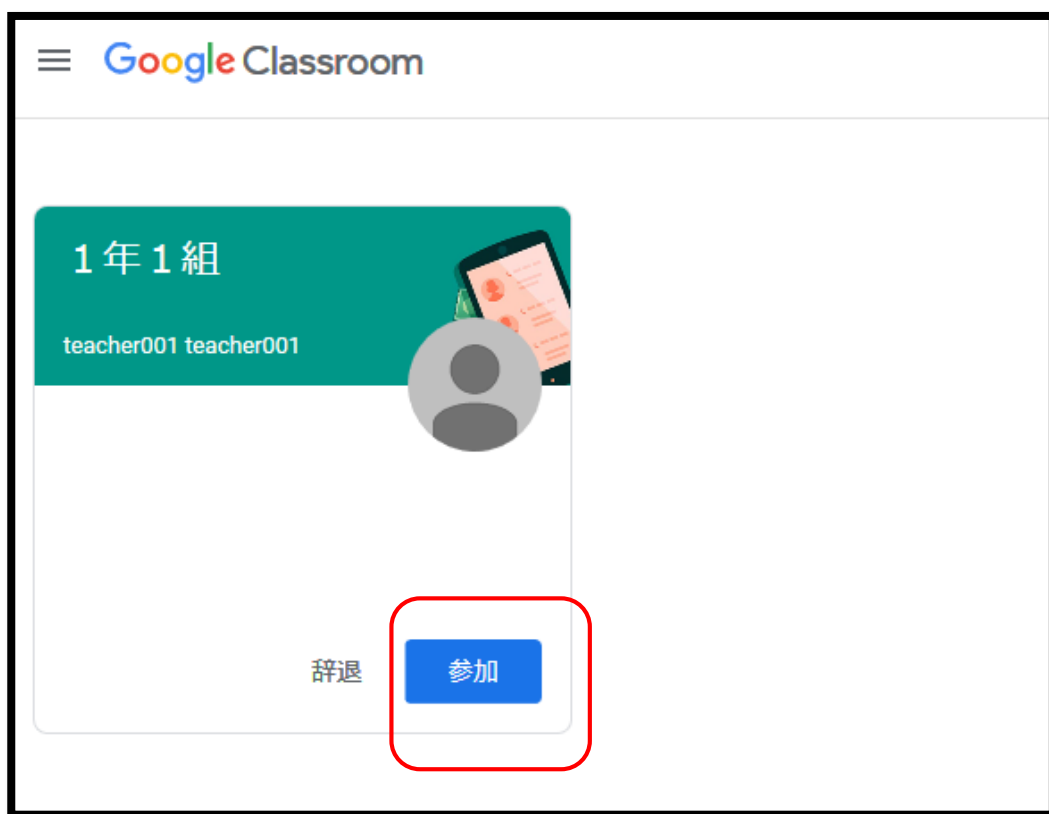 Google Classroom
１年１組
teacher001 teacher001
辞退 参加